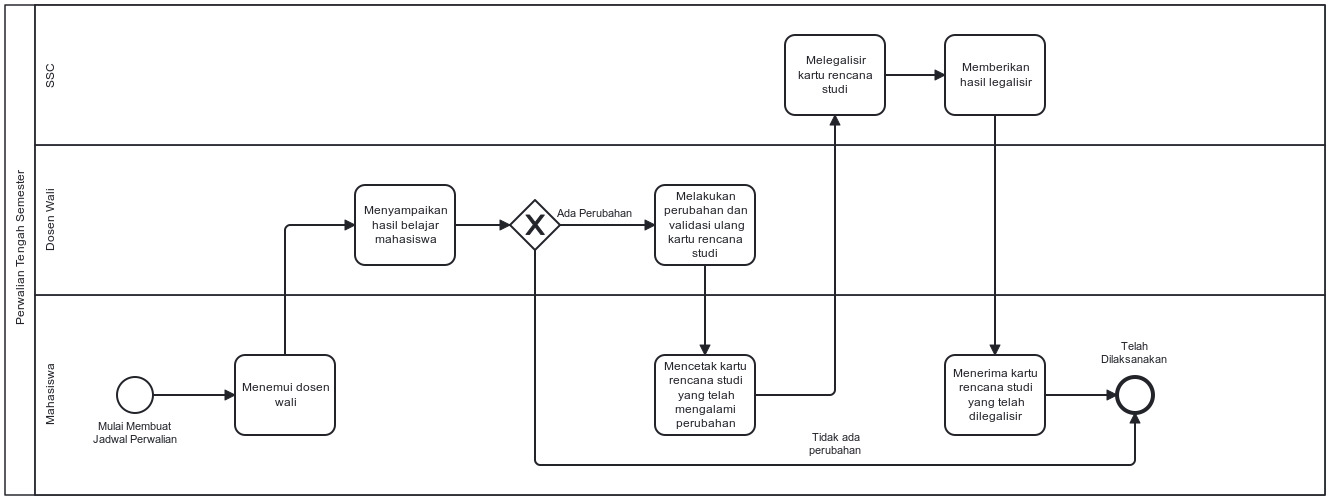 Perwalian Tengah Semester
SSC
Melegalisir
kartu rencana
studi
Memberikan
hasil legalisir
Dosen Wali
Menyampaikan
hasil belajar
mahasiswa
X
Ada Perubahan
Melakukan
perubahan dan
validasi ulang
kartu rencana
studi
Mahasiswa
Mulai Membuat
Jadwal Perwalian
Menemui dosen
wali
Mencetak kartu
rencana studi
yang telah
mengalami
perubahan
Tidak ada
perubahan
Menerima kartu
rencana studi
yang telah
dilegalisir
Telah
Dilaksanakan